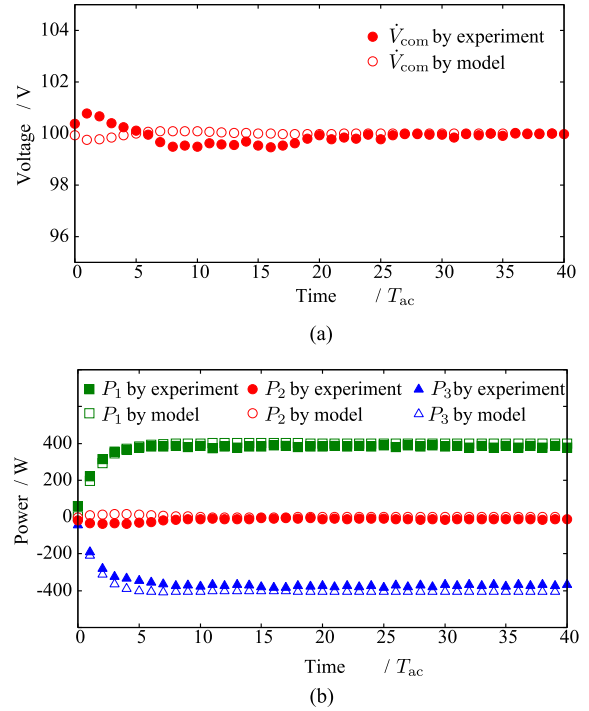 104
102
100
98
96
Voltage / V
V̇com by experiment
V̇com by model
0 5 10 15 20 25 30 35 40
Time / Tac
(a)
P1 by experiment P2 by experiment P3 by experiment
P1 by model P2 by model P3 by model
400
200
0
-200
-400
Power / W
0 5 10 15 20 25 30 35 40
Time / Tac
(b)